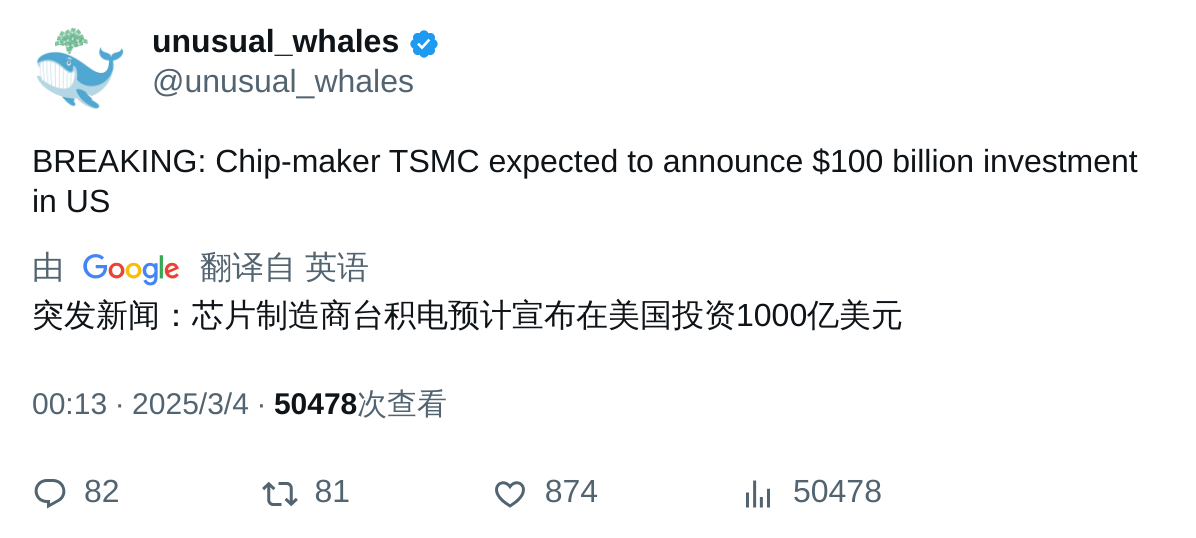 unusual_whales
@unusual_whales
BREAKING: Chip-maker TSMC expected to announce $100 billion investment
in US
由 Google 翻译自 英语
突发新闻：芯片制造商台积电预计宣布在美国投资1000亿美元
00:13 · 2025/3/4 · 50478次查看
82 81 874 50478